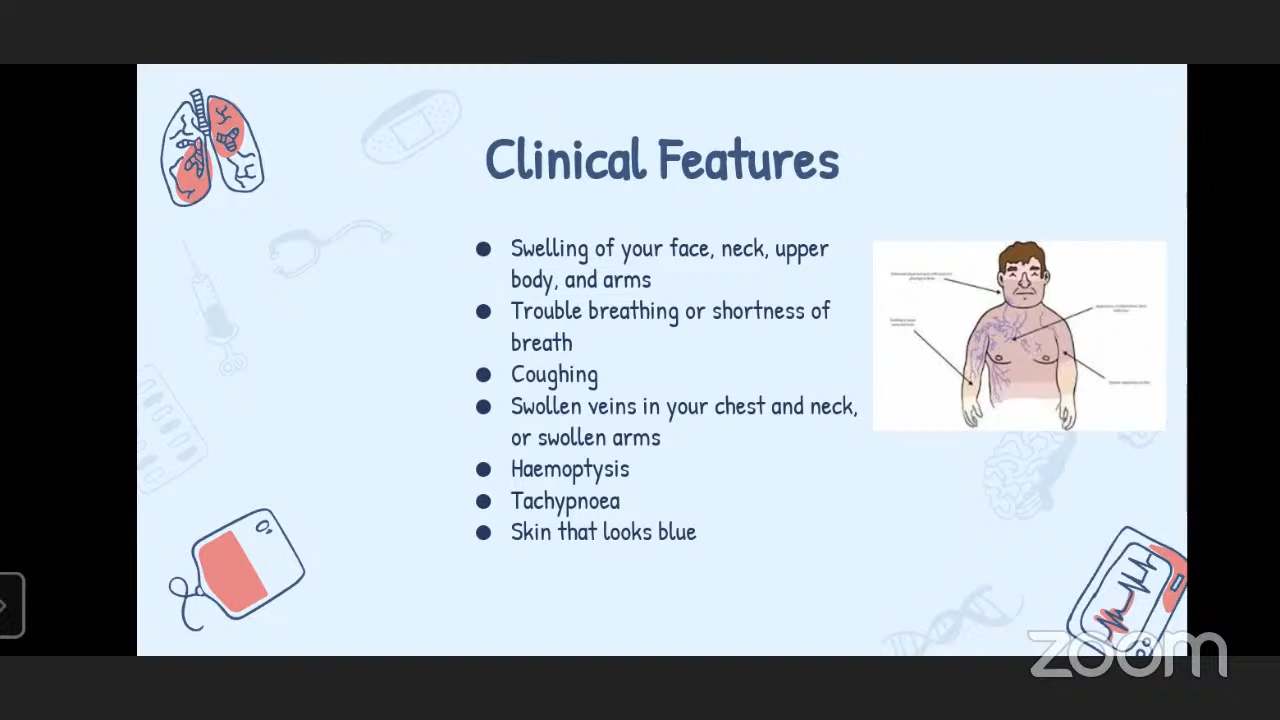 Clinical Features
● Swelling of your face, neck, upper
body, and arms
● Trouble breathing or shortness of
breath
● Coughing
● Swollen veins in your chest and neck,
or swollen arms
● Haemoptysis
● Tachypnoea
● Skin that looks blue
zoom